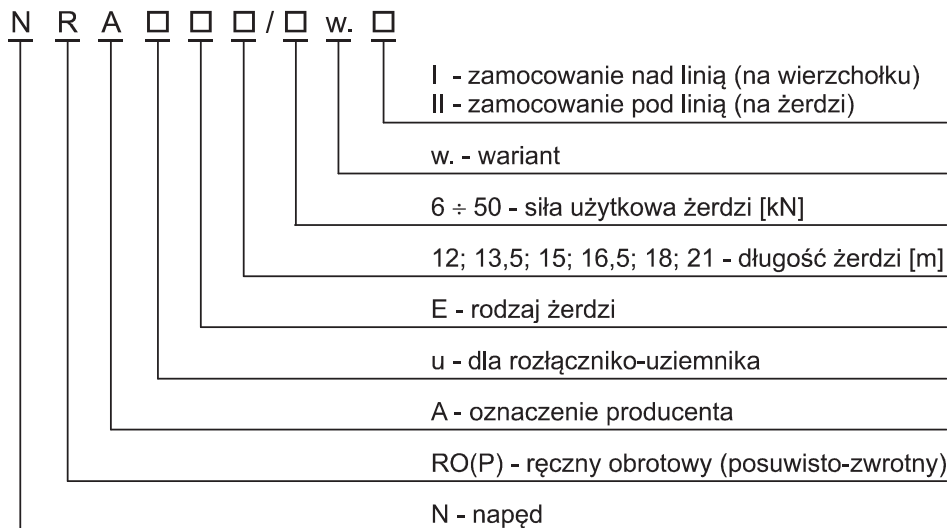 N R A □ □ □ / □ w. □
I - zamocowanie nad linią (na wierzchołku)
II - zamocowanie pod linią (na żerdzi)
w. - wariant
6 ÷ 50 - siła użytkowa żerdzi [kN]
12; 13,5; 15; 16,5; 18; 21 - długość żerdzi [m]
E - rodzaj żerdzi
u - dla rozłączniko-uziemnika
A - oznaczenie producenta
RO(P) - ręczny obrotowy (posuwisto-zwrotny)
N - napęd